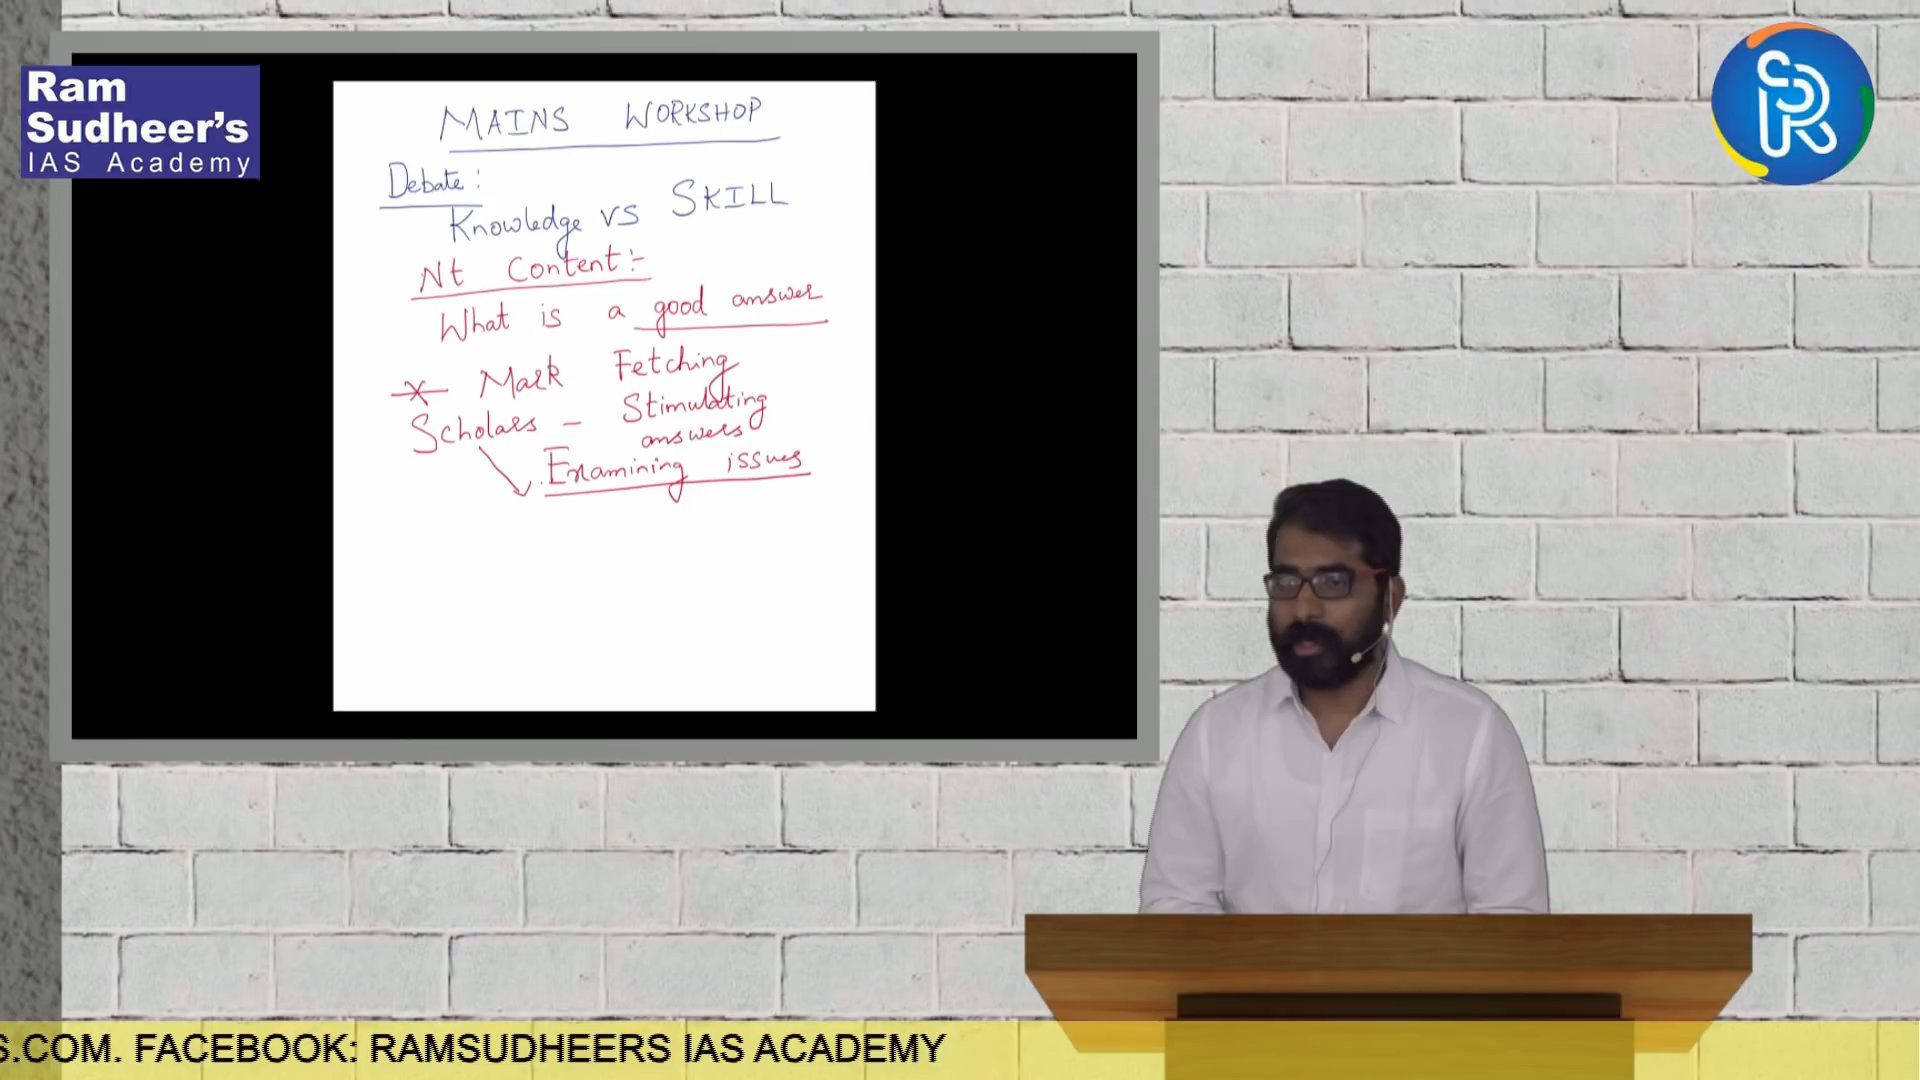 Ram
Sudheer's
IAS Academy
MAINS WORKSHOP
Debate:
Knowledge vs SKILL
Nt Content:-
What is a good answer
Mark Fetching
Scholars - Stimulating
answers
Examining issues
S.COM. FACEBOOK: RAMSUDHEERS IAS ACADEMY